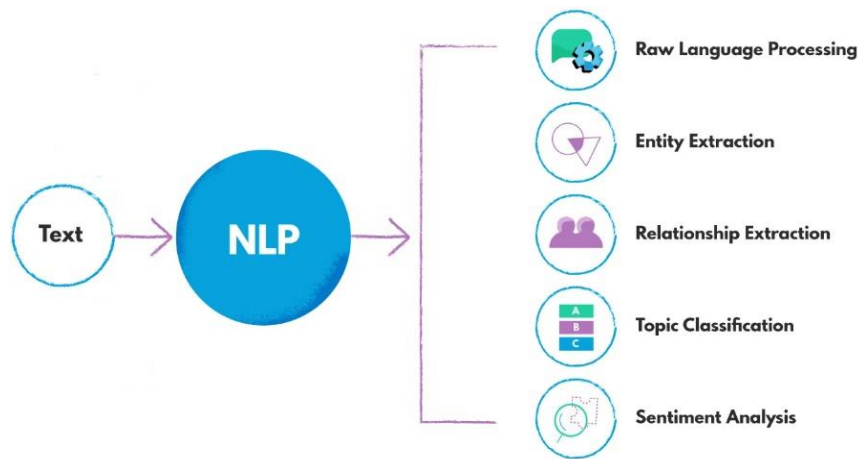 Text
NLP
Raw Language Processing
Entity Extraction
Relationship Extraction
A
B
C
Topic Classification
Sentiment Analysis